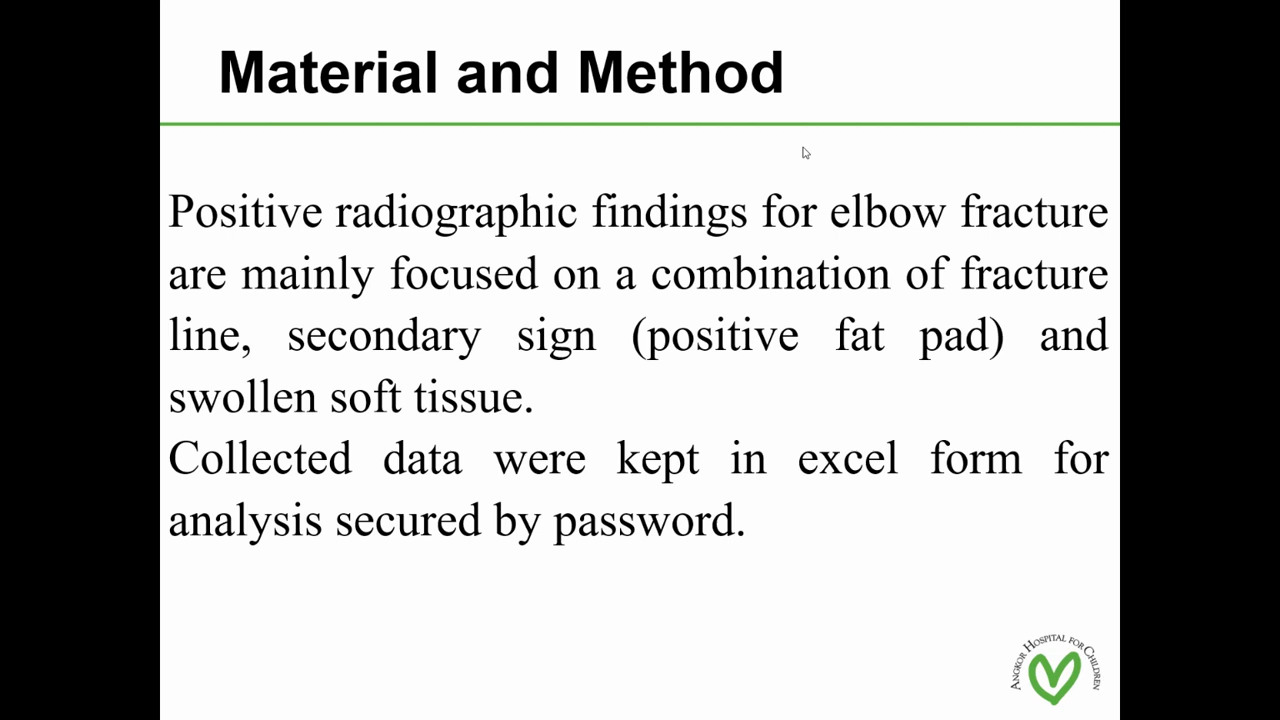 Material and Method
Positive radiographic findings for elbow fracture
are mainly focused on a combination of fracture
line, secondary sign (positive fat pad) and
swollen soft tissue.
Collected data were kept in excel form for
analysis secured by password.
ANGKOR HOSPITAL FOR CHILDREN